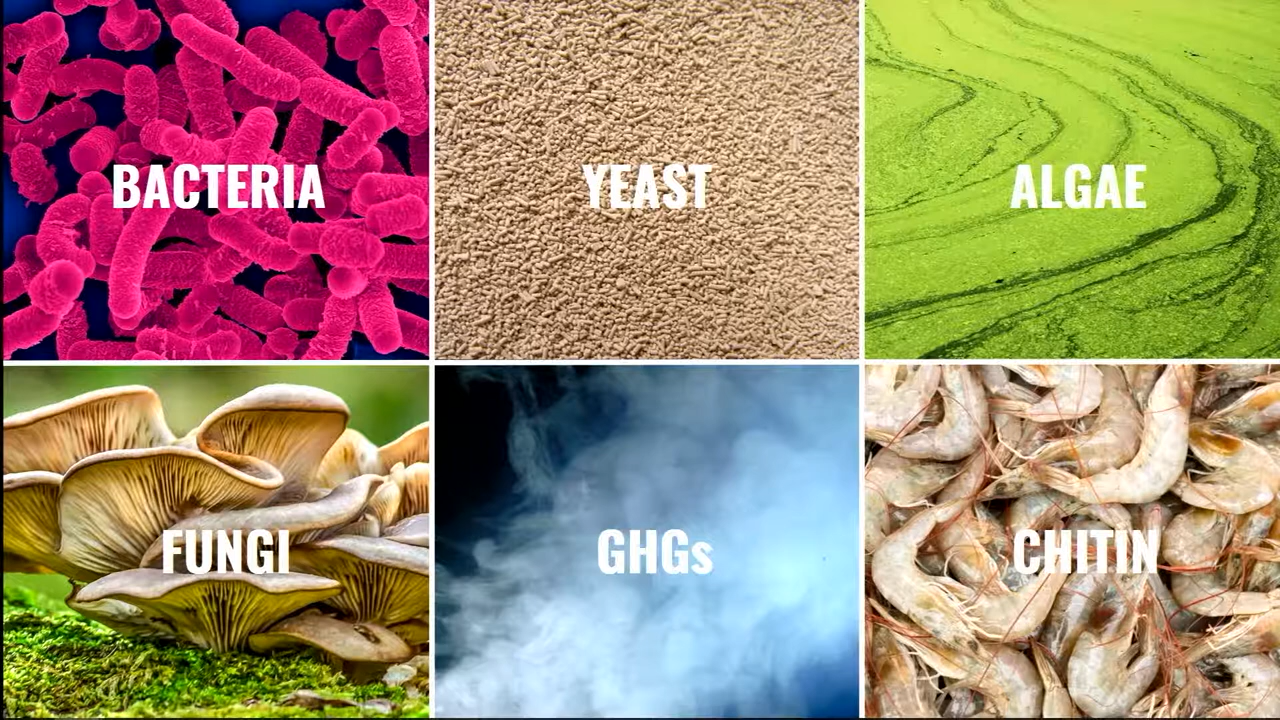 BACTERIA
YEAST
ALGAE
FUNGI
GHGs
CHITIN